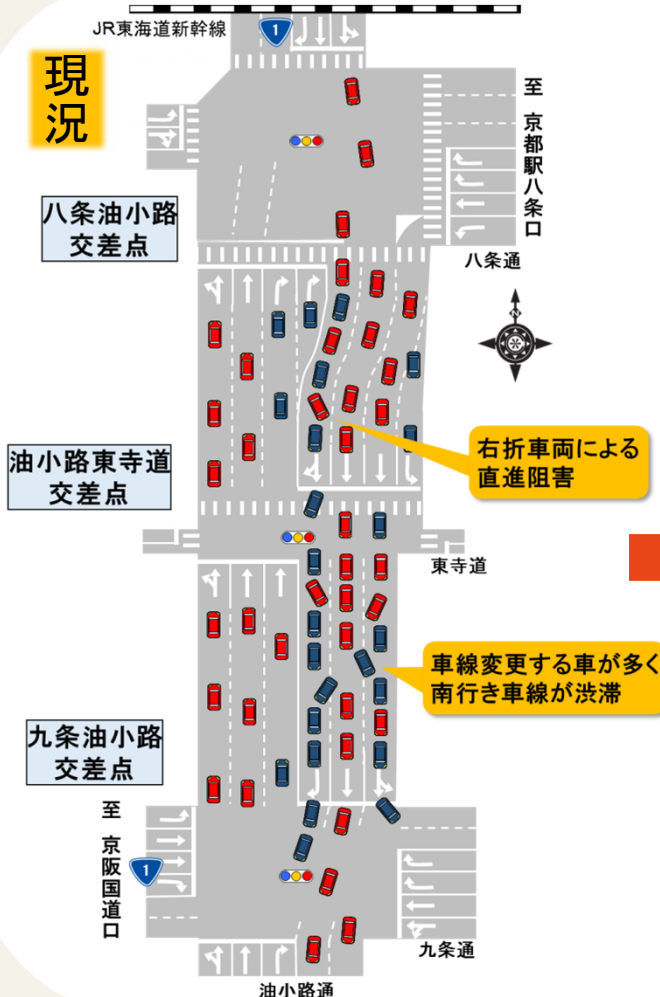 JR東海道新幹線
1
現
況
至 京都駅八条口
八条油小路
交差点
八条通
N
油小路東寺道
交差点
右折車両による
直進阻害
東寺道
車線変更する車が多く
南行き車線が渋滞
九条油小路
交差点
至 京阪国道口
1
九条通
油小路通